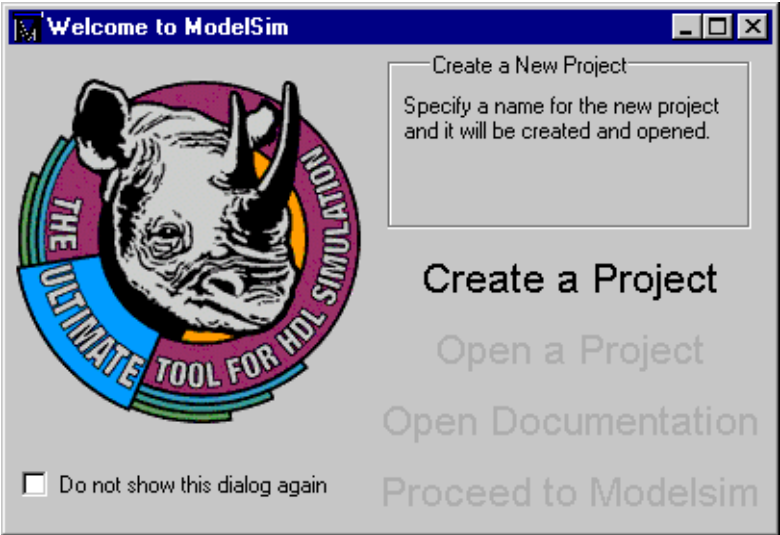 Welcome to ModelSim
Create a New Project
Specify a name for the new project
and it will be created and opened.
THE ULTIMATE TOOL FOR HDL SIMULATION
Create a Project
Open a Project
Open Documentation
Proceed to Modelsim
Do not show this dialog again